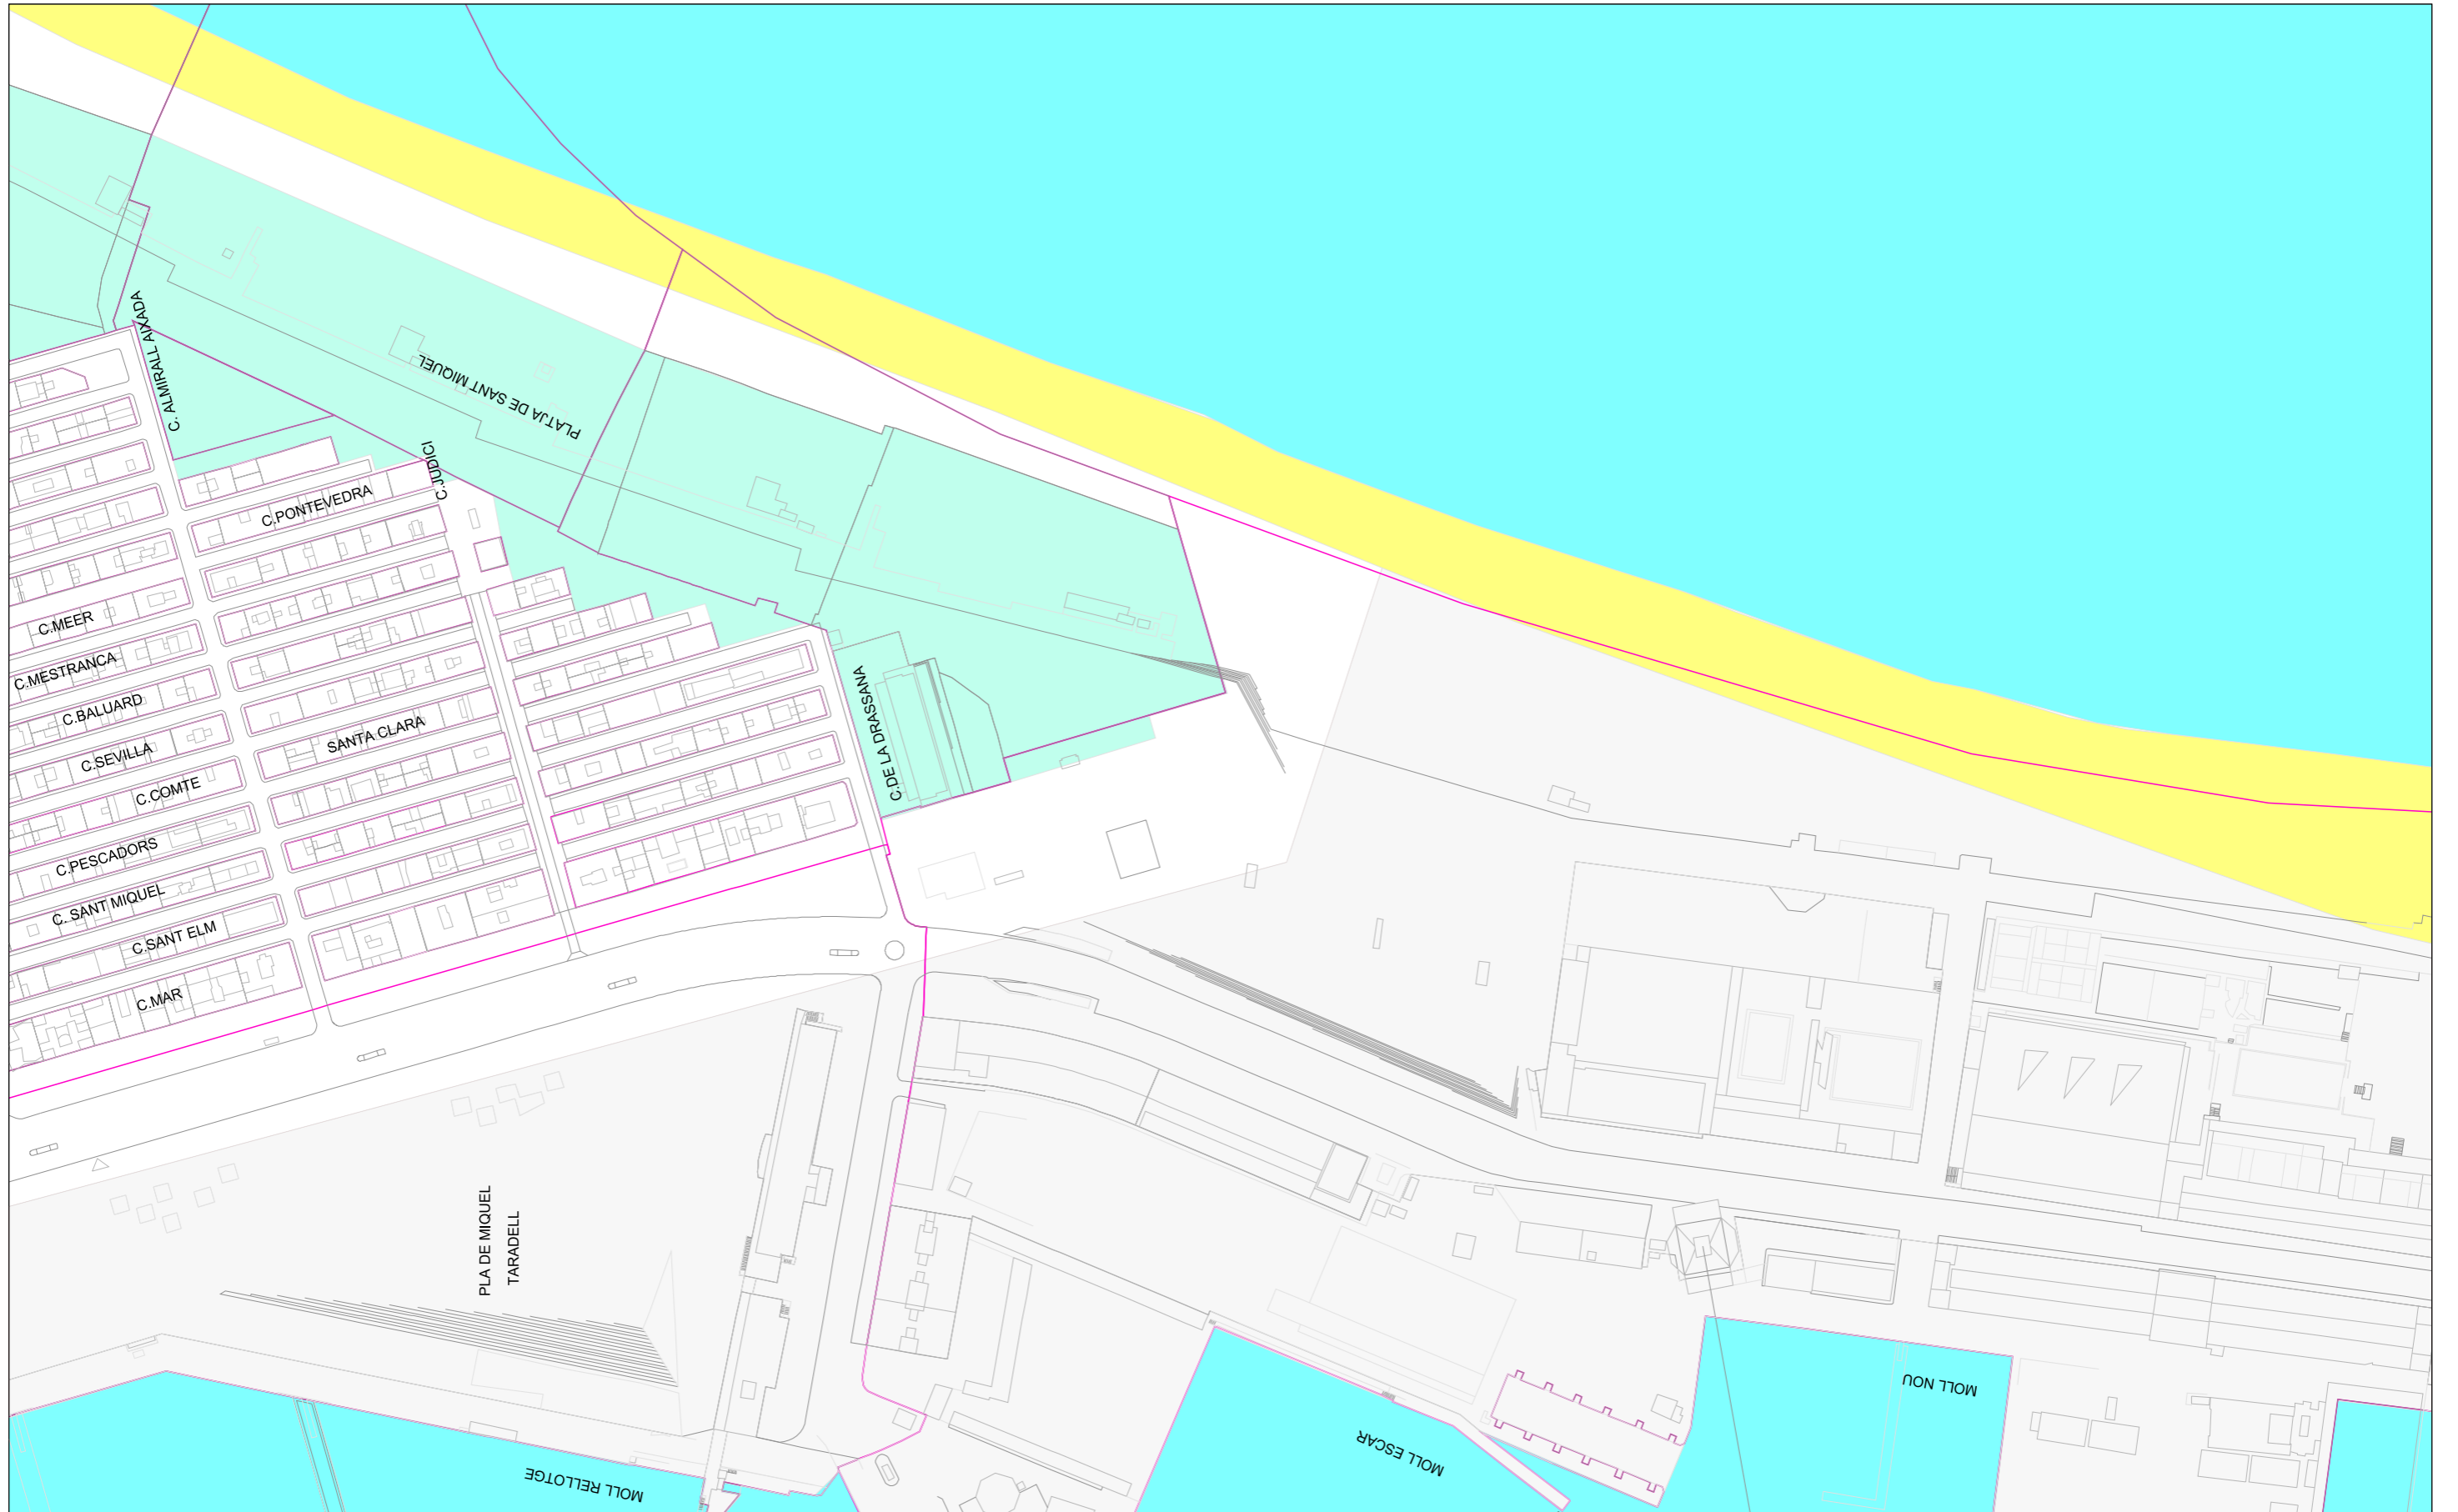 C. ALMIRALL AIXADA
PLATJA DE SANT MIQUEL
C.JUDICI
C.PONTEVEDRA
C.MEER
C.MESTRANCA
C.BALUARD
C.SEVILLA
SANTA CLARA
C.COMTE
C.DE LA DRASSANA
C.PESCADORS
C. SANT MIQUEL
C.SANT ELM
C.MAR
PLA DE MIQUEL
TARADELL
MOLL RELLOTGE
MOLL ESCAR
MOLL NOU